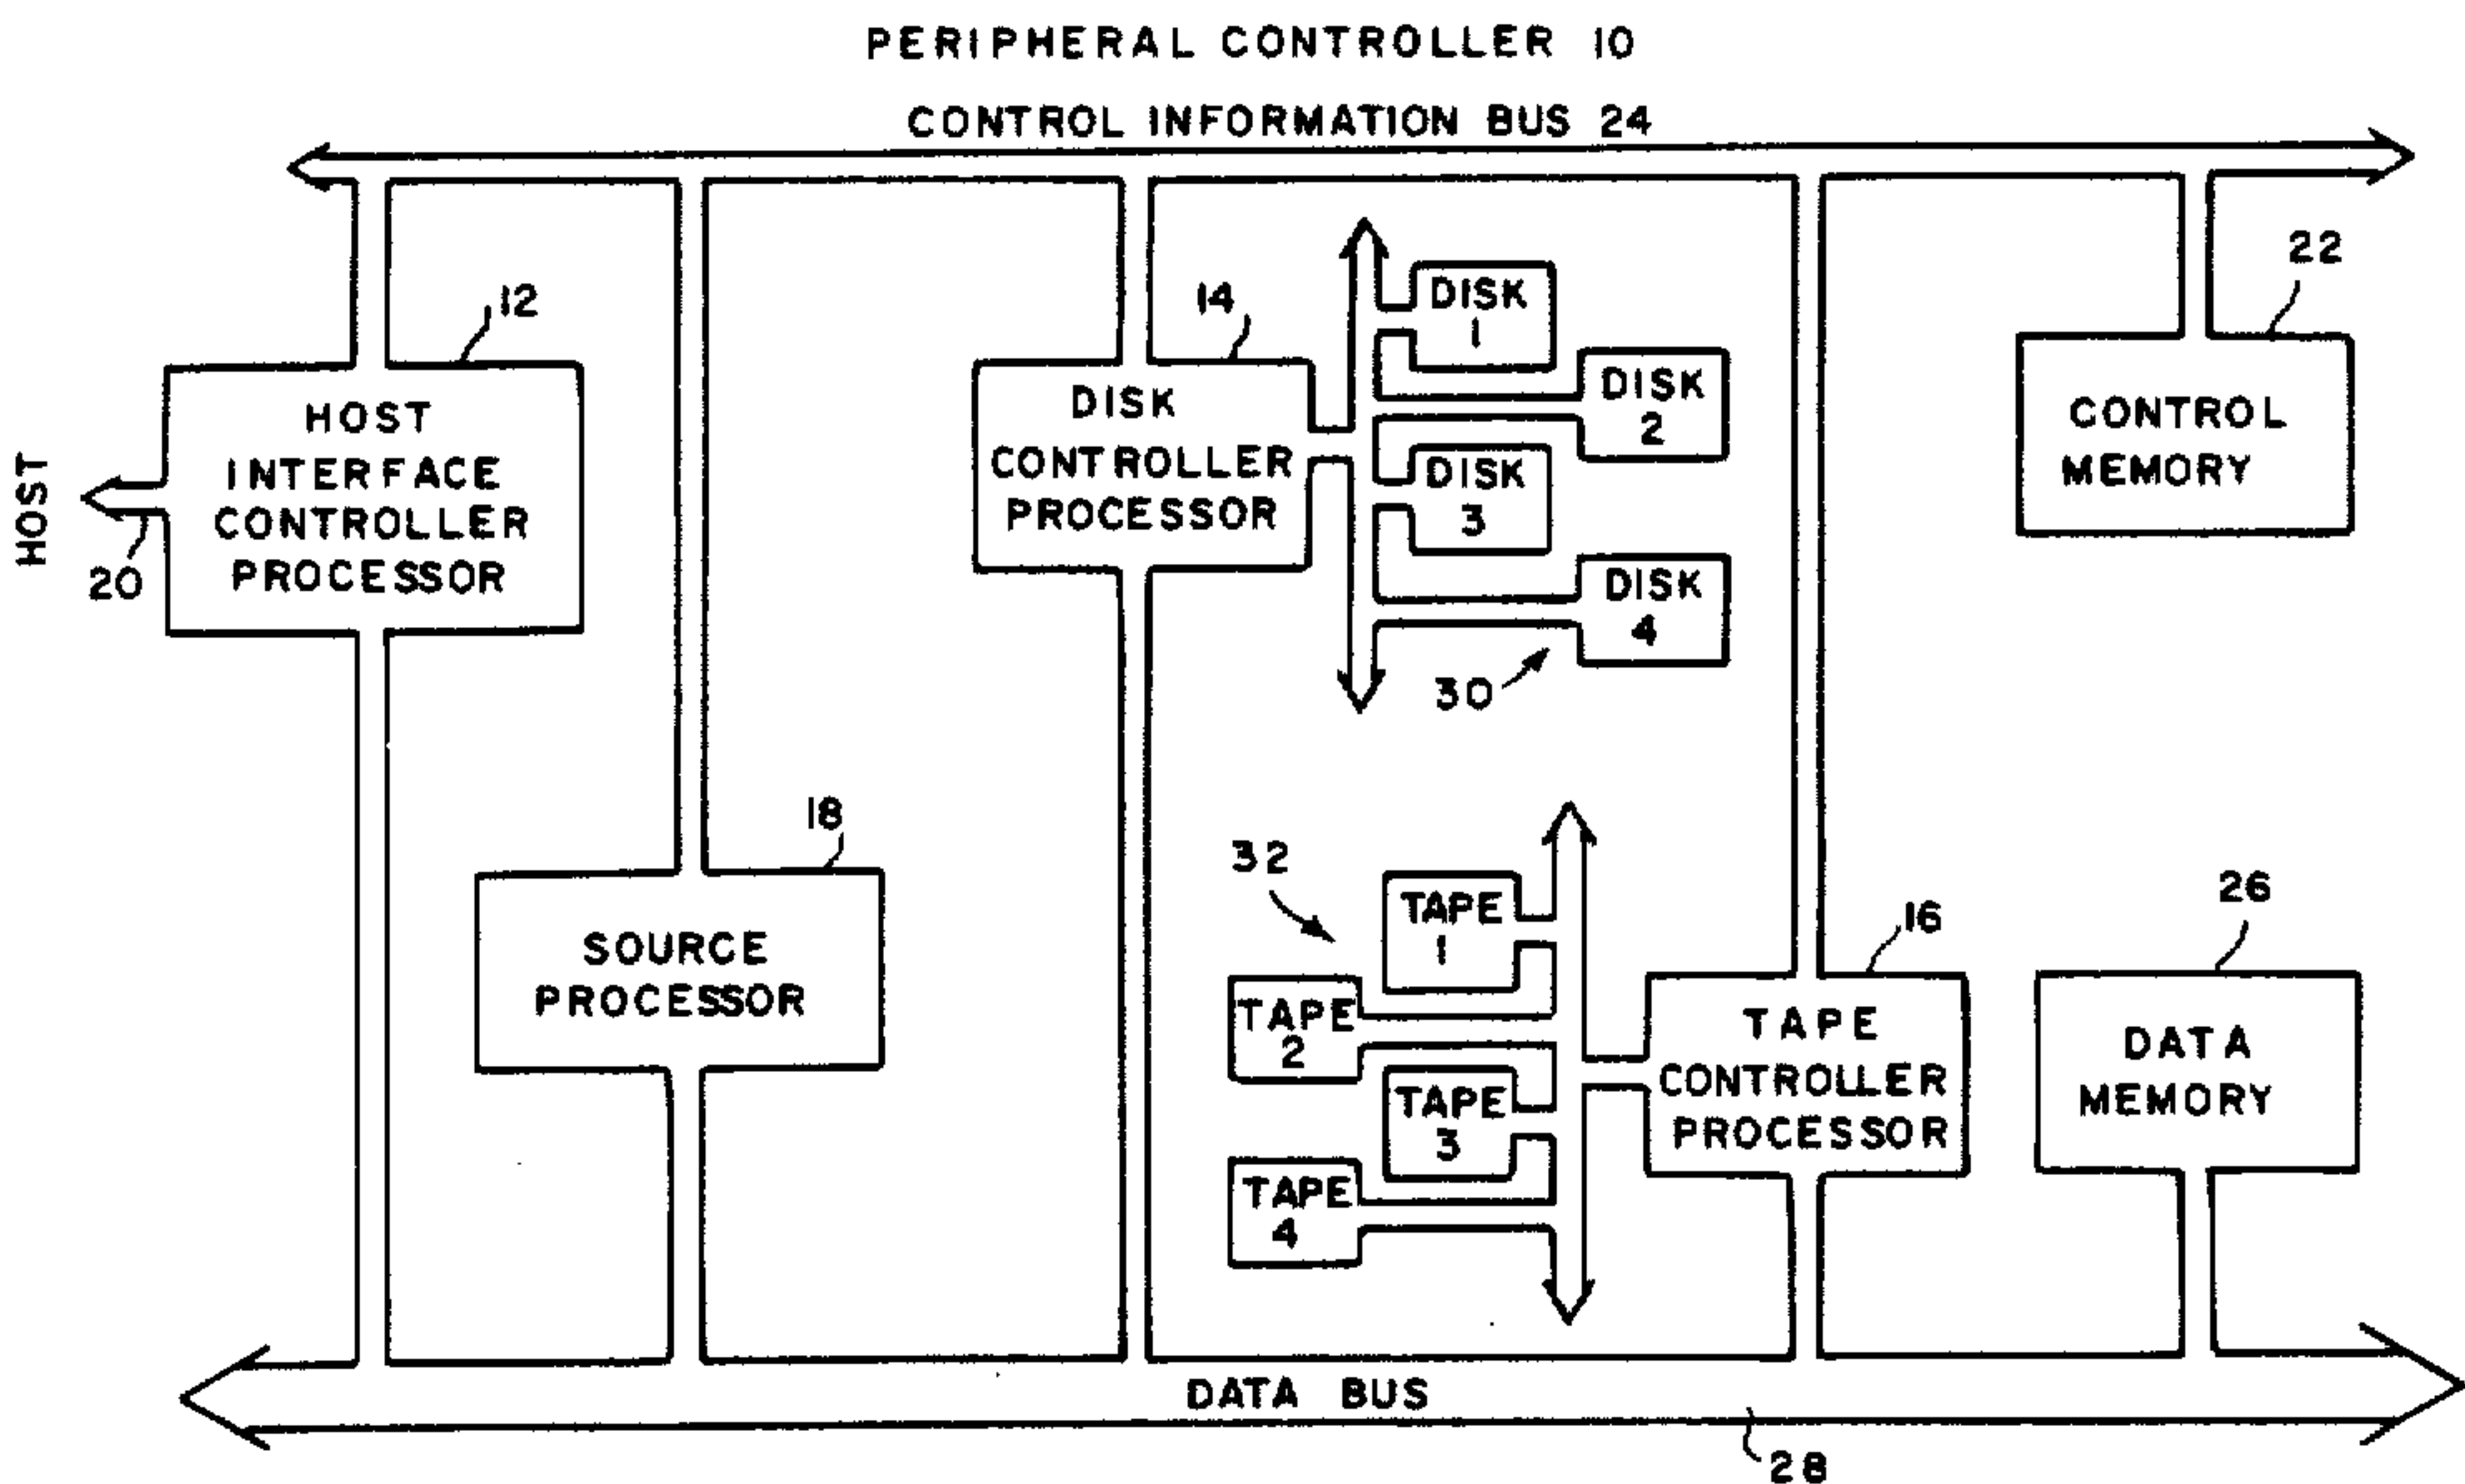 PERIPHERAL CONTROLLER 10
CONTROL INFORMATION BUS 24
12
HOST
INTERFACE
CONTROLLER
PROCESSOR
HOST
20
18
SOURCE
PROCESSOR
14
DISK
CONTROLLER
PROCESSOR
DISK
1
DISK
2
DISK
3
DISK
4
30
22
CONTROL
MEMORY
32
TAPE
1
TAPE
2
TAPE
3
TAPE
4
16
TAPE
CONTROLLER
PROCESSOR
26
DATA
MEMORY
DATA BUS
28